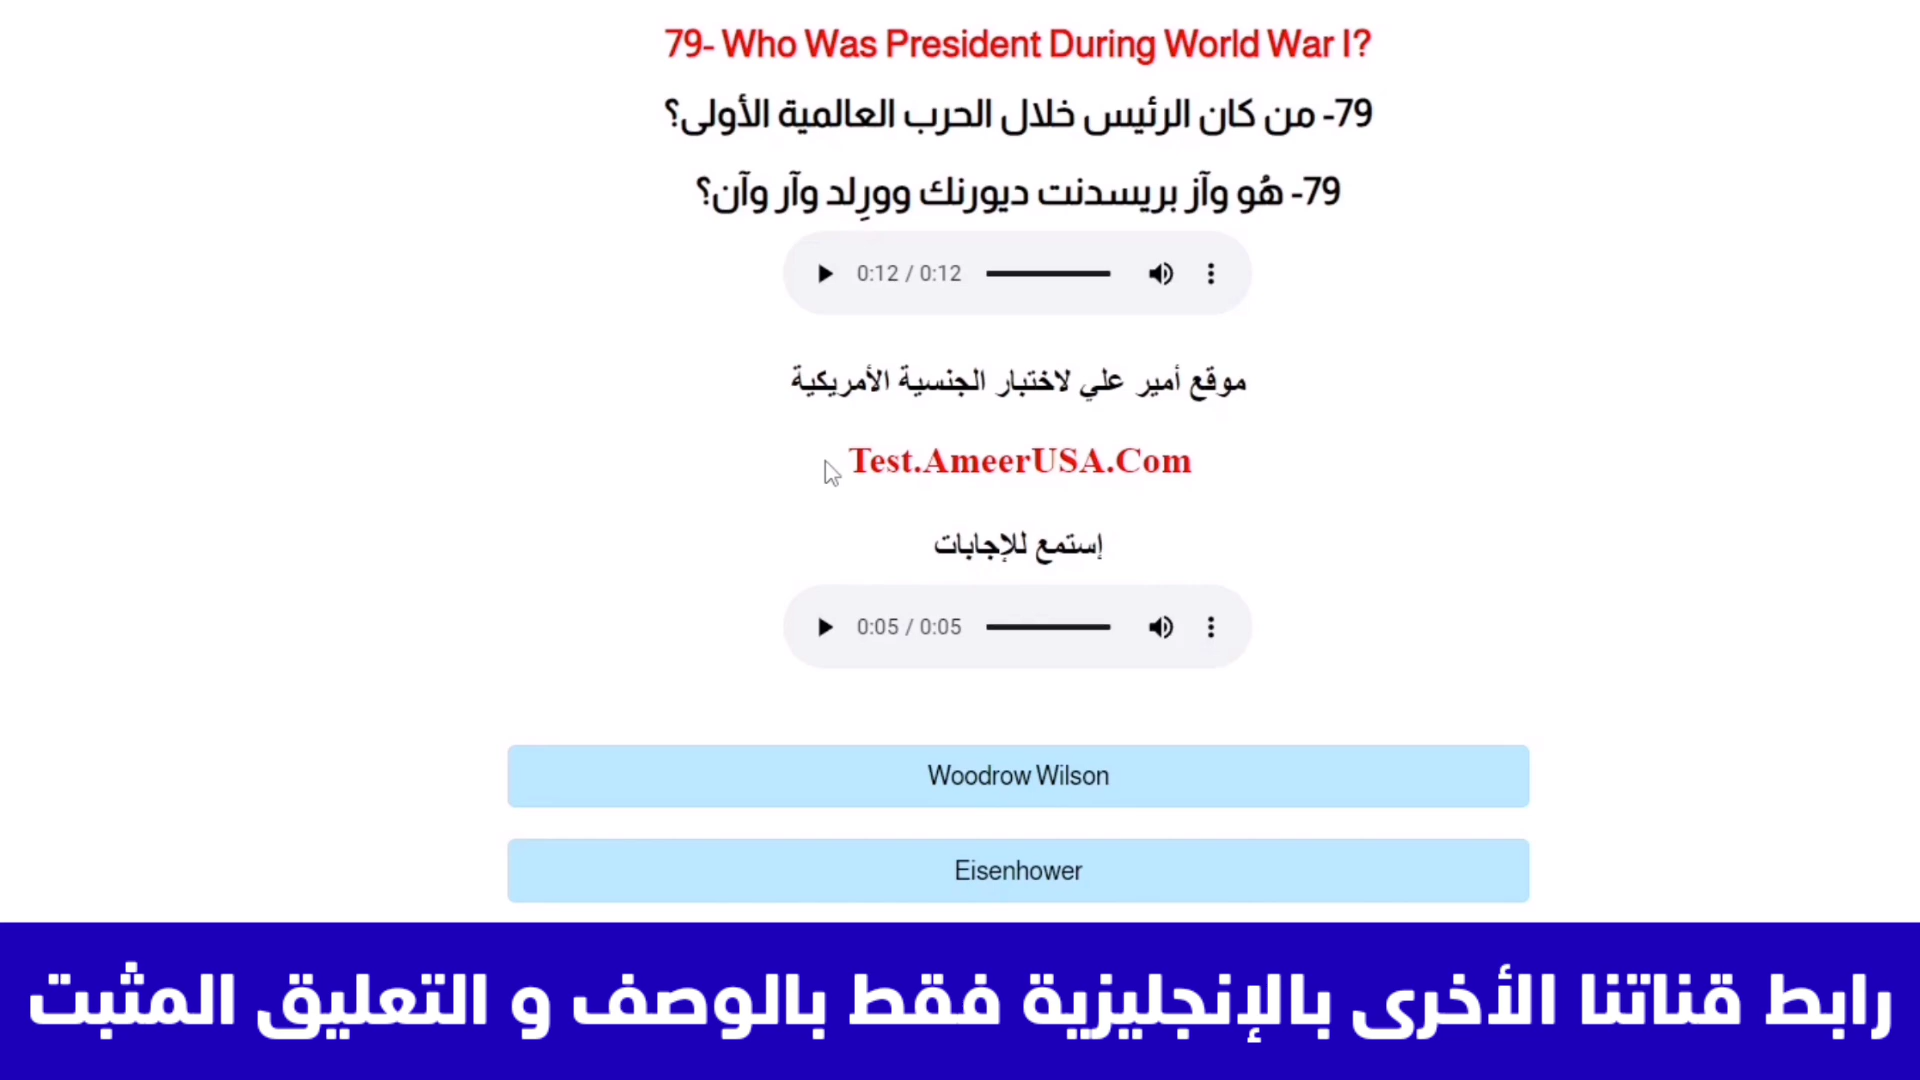 79- Who Was President During World War I?
79- من كان الرئيس خلال الحرب العالمية الأولى؟
79- هُو وآز بريسدنت ديورنك وورِلد وآر وآن؟
0:12 / 0:12
موقع أمير علي لاختبار الجنسية الأمريكية
Test.AmeerUSA.Com
إستمع للإجابات
0:05 / 0:05
Woodrow Wilson
Eisenhower
رابط قناتنا الأخرى بالإنجليزية فقط بالوصف و التعليق المثبت